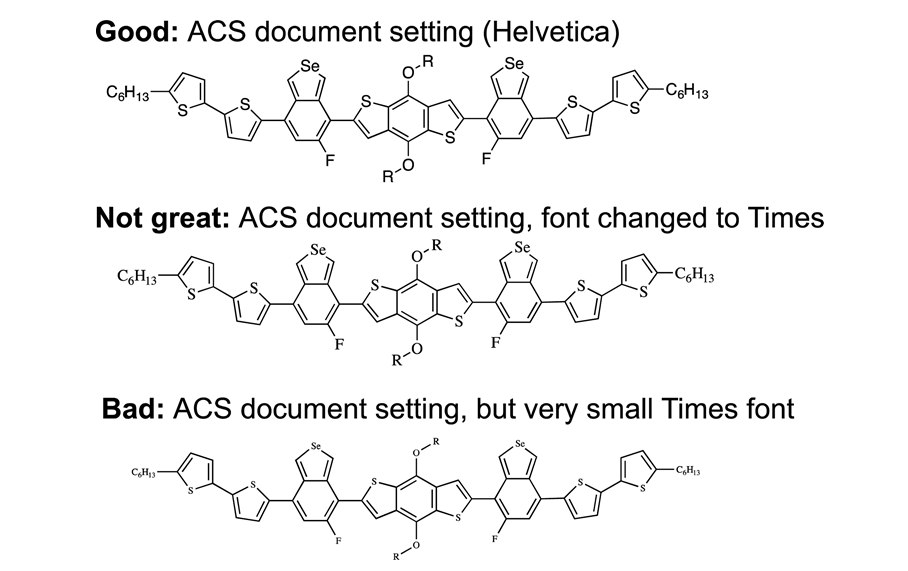 Good: ACS document setting (Helvetica)
R
Se O Se
C₆H₁₃ S S S S S C₆H₁₃
S
F O F
R
Not great: ACS document setting, font changed to Times
R
Se O Se
C₆H₁₃ S S S S S C₆H₁₃
S
F O F
R
Bad: ACS document setting, but very small Times font
R
Se O Se
C₆H₁₃ S S S S S C₆H₁₃
S
F O F
R